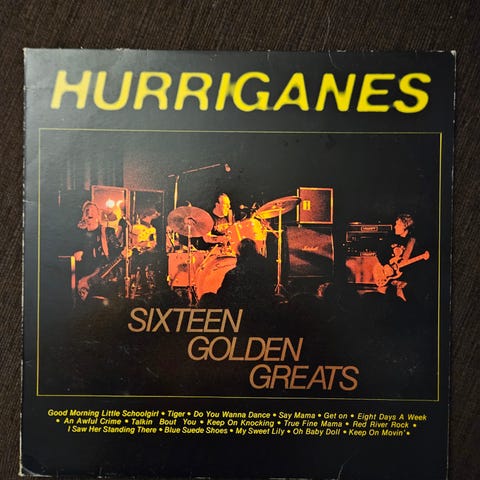 HURRIGANES
SIXTEEN
GOLDEN
GREATS
Good Morning Little Schoolgirl • Tiger • Do You Wanna Dance • Say Mama • Get on • Eight Days A Week
• An Awful Crime • Talkin Bout You • Keep On Knocking • True Fine Mama • Red River Rock •
I Saw Her Standing There • Blue Suede Shoes • My Sweet Lily • Oh Baby Doll • Keep On Movin' •